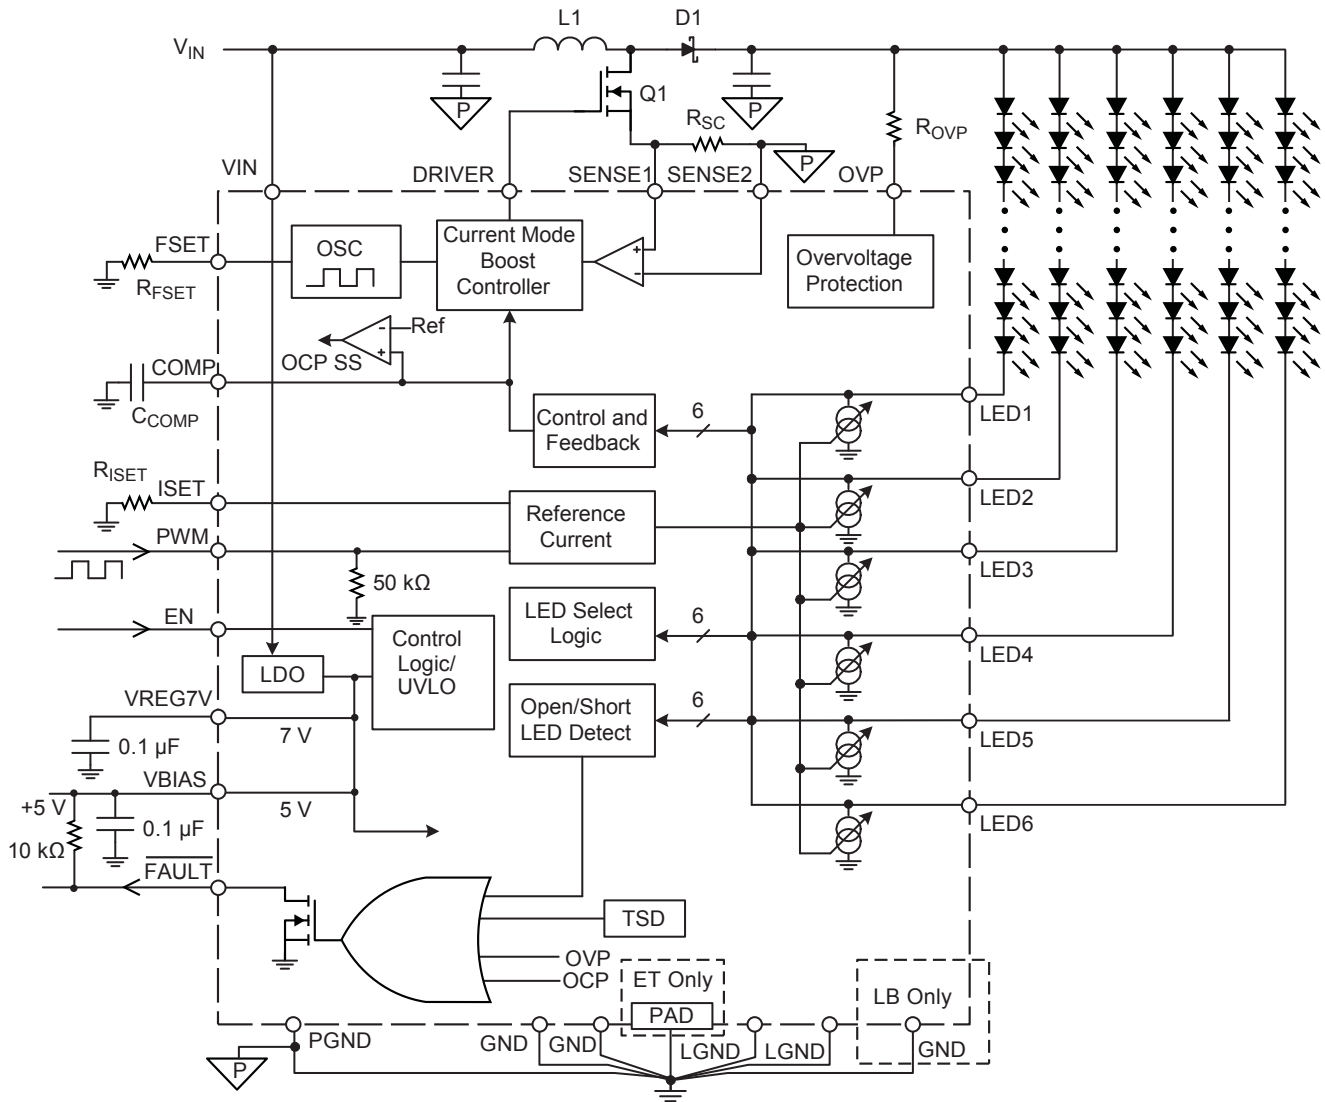 L1
D1
VIN
P
Q1
P
RSC
P
ROVP
VIN
DRIVER
SENSE1
SENSE2
OVP
FSET
RFSET
OSC
Current Mode
Boost
Controller
+
-
Overvoltage
Protection
-
+
Ref
OCP SS
COMP
CCOMP
Control and
Feedback
6
LED1
RISET
ISET
Reference
Current
LED2
PWM
50 kΩ
LED3
EN
Control
Logic/
UVLO
LDO
LED Select
Logic
6
LED4
VREG7V
7 V
0.1 µF
Open/Short
LED Detect
6
LED5
VBIAS
+5 V
5 V
0.1 µF
10 kΩ
LED6
FAULT
TSD
OVP
OCP
ET Only
PAD
LB Only
PGND
P
GND
GND
LGND
LGND
GND